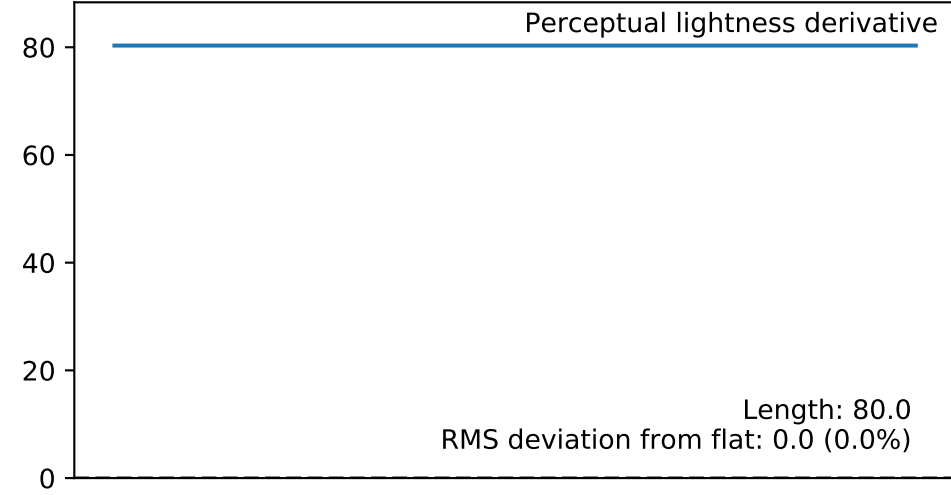 Perceptual lightness derivative
80
60
40
20
0
Length: 80.0
RMS deviation from flat: 0.0 (0.0%)